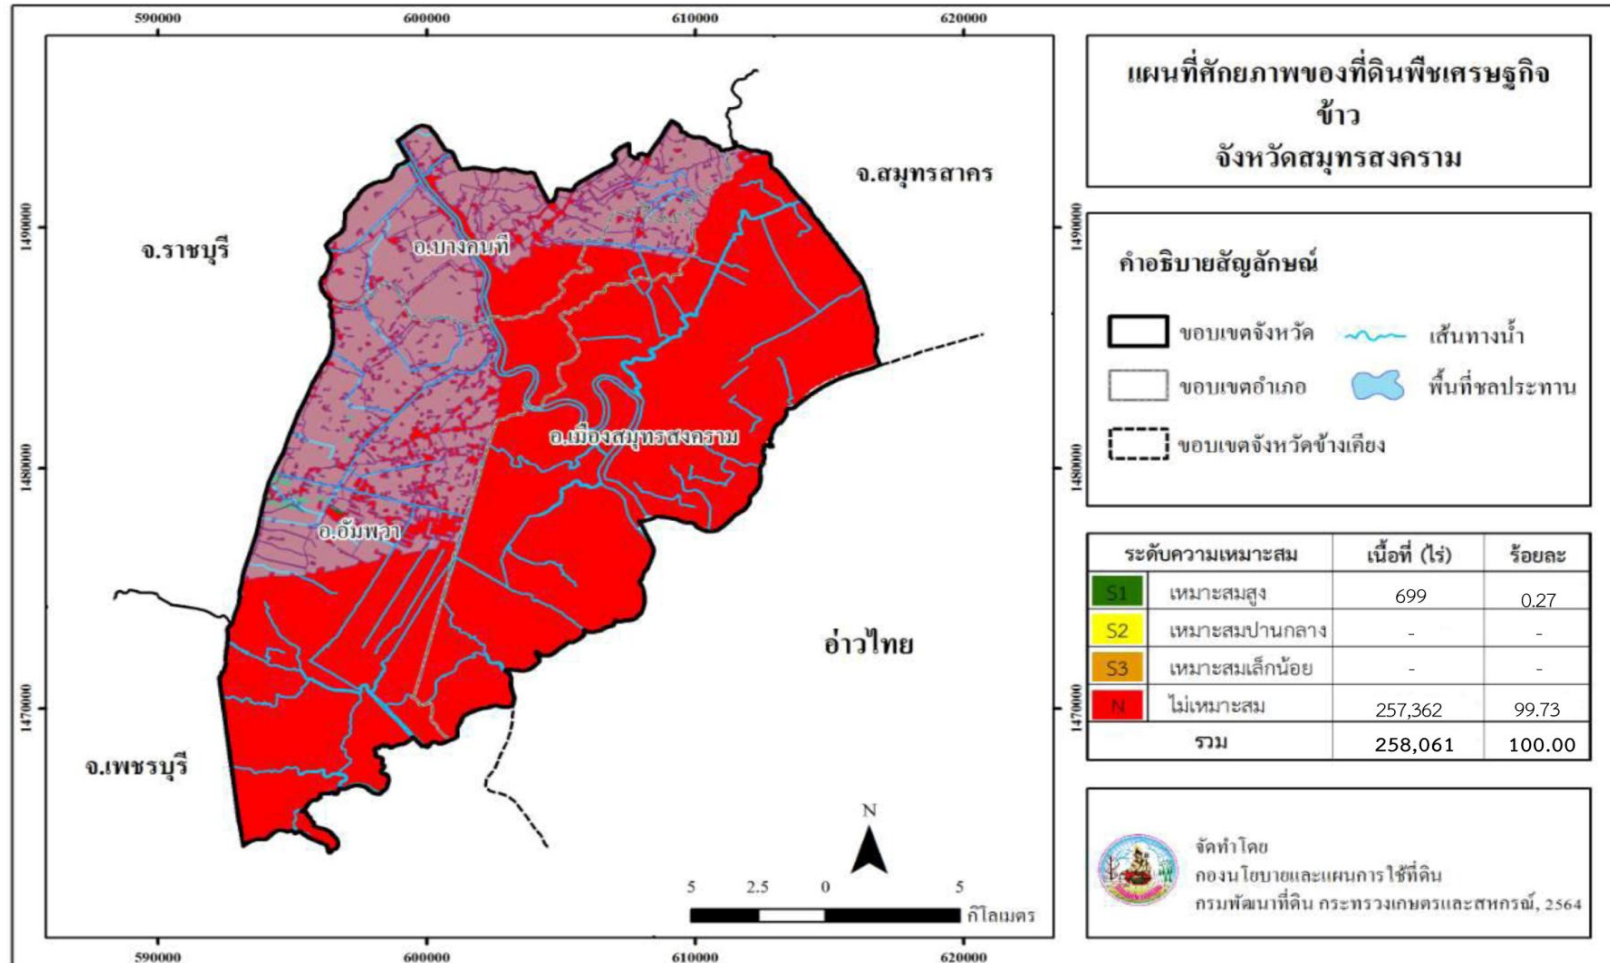 590000
600000
610000
620000
1490000
1480000
1470000
จ.ราชบุรี
จ.สมุทรสาคร
อ.บางคนที
อ.เมืองสมุทรสงคราม
อ.อัมพวา
จ.เพชรบุรี
อ่าวไทย
N
5 2.5 0 5
กิโลเมตร
1490000
1480000
1470000
590000
600000
610000
620000
แผนที่ศักยภาพของที่ดินพืชเศรษฐกิจ
ข้าว
จังหวัดสมุทรสงคราม
คำอธิบายสัญลักษณ์
ขอบเขตจังหวัด เส้นทางน้ำ
ขอบเขตอำเภอ พื้นที่ชลประทาน
ขอบเขตจังหวัดข้างเคียง
ระดับความเหมาะสม เนื้อที่ (ไร่) ร้อยละ
S1 เหมาะสมสูง 699 0.27
S2 เหมาะสมปานกลาง - -
S3 เหมาะสมเล็กน้อย - -
N ไม่เหมาะสม 257,362 99.73
รวม 258,061 100.00
จัดทำโดย
กองนโยบายและแผนการใช้ที่ดิน
กรมพัฒนาที่ดิน กระทรวงเกษตรและสหกรณ์, 2564